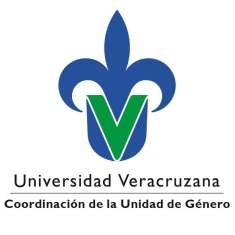 Universidad Veracruzana
Coordinación de la Unidad de Género